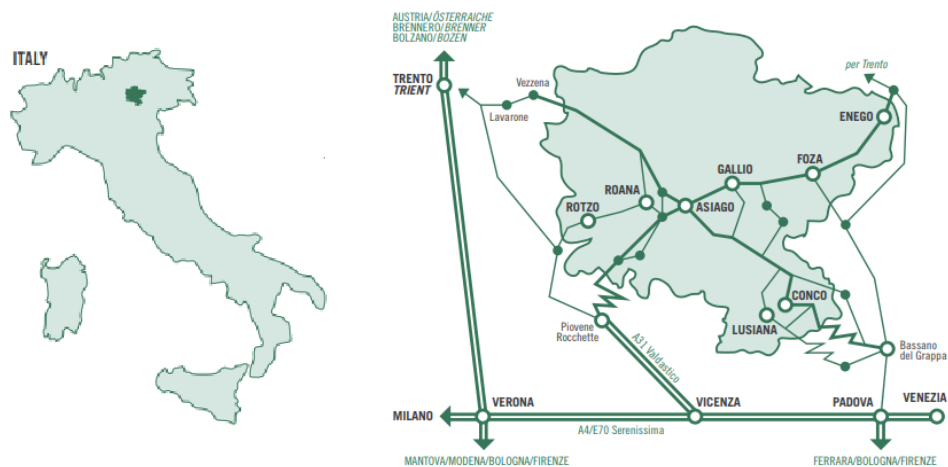 ITALY
AUSTRIA/ÖSTERRAICHE
BRENNERO/BRENNER
BOLZANO/BOZEN
TRENTO
TRIENT
Vezzena
Lavarone
per Trento
ENEGO
FOZA
GALLIO
ROANA
ROTZO
ASIAGO
CONCO
LUSIANA
Piovene
Rocchette
Bassano
del Grappa
A31 Valdastico
MILANO
VERONA
VICENZA
PADOVA
VENEZIA
A4/E70 Serenissima
MANTOVA/MODENA/BOLOGNA/FIRENZE
FERRARA/BOLOGNA/FIRENZE